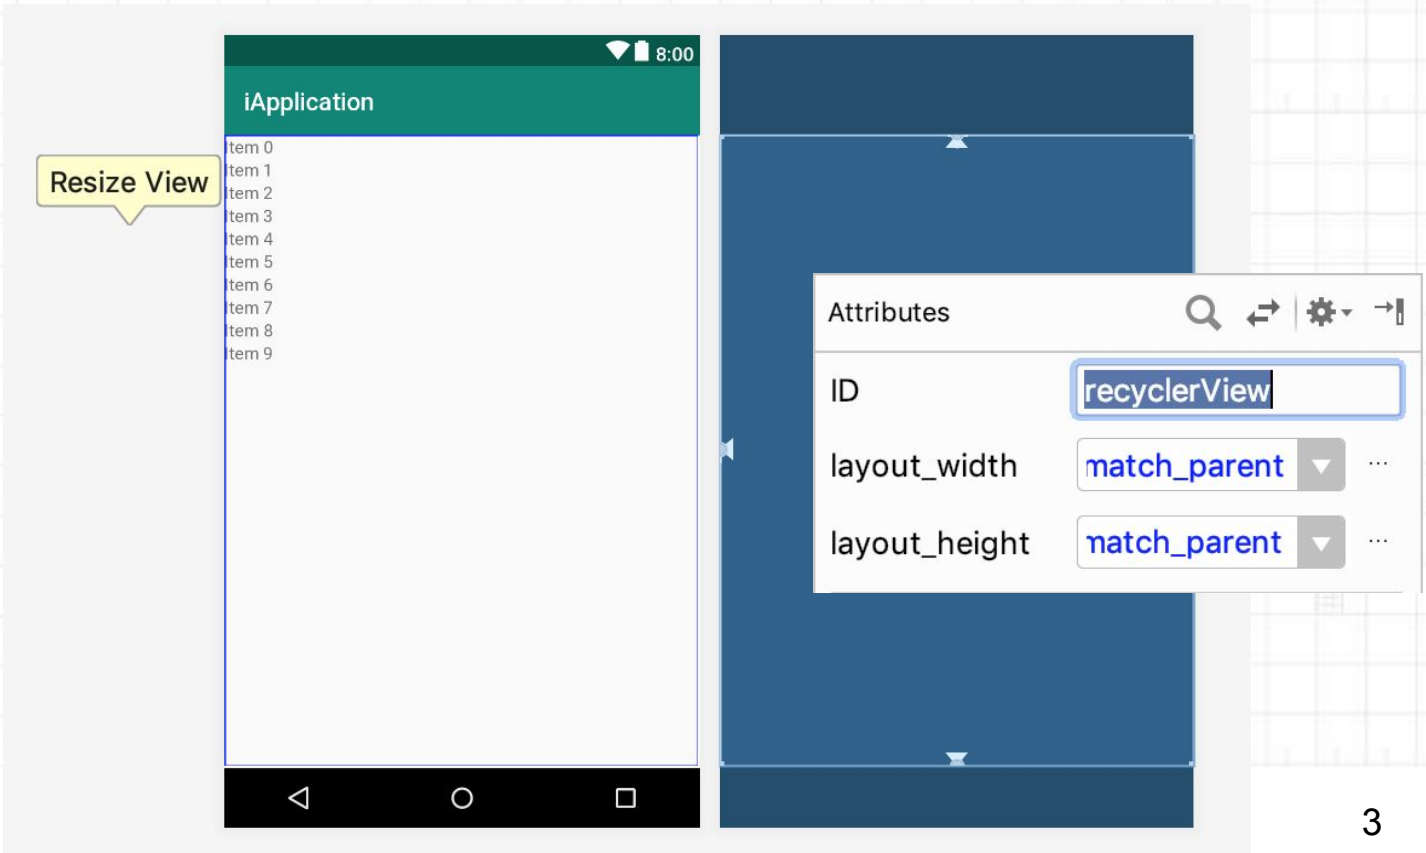 8:00
iApplication
Resize View
Item 0
Item 1
Item 2
Item 3
Item 4
Item 5
Item 6
Item 7
Item 8
Item 9
Attributes
ID recyclerView
layout_width match_parent ...
layout_height match_parent ...
3